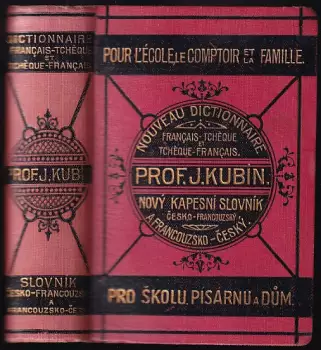 DICTIONNAIRE
FRANÇAIS-TCHÈQUE
ET
TCHÈQUE-FRANÇAIS
PROF. J. KUBÍN
SLOVNÍK
ČESKO-FRANCOUZSKÝ
A
FRANCOUZSKO-ČESKÝ
POUR L'ÉCOLE, LE COMPTOIR ET LA FAMILLE.
NOUVEAU DICTIONNAIRE
FRANÇAIS-TCHÈQUE
ET
TCHÈQUE-FRANÇAIS.
PROF. J. KUBIN.
NOVÝ KAPESNÍ SLOVNÍK
ČESKO-FRANCOUZSKÝ
A FRANCOUZSKO-ČESKÝ.
PRO ŠKOLU, PISÁRNU A DŮM.